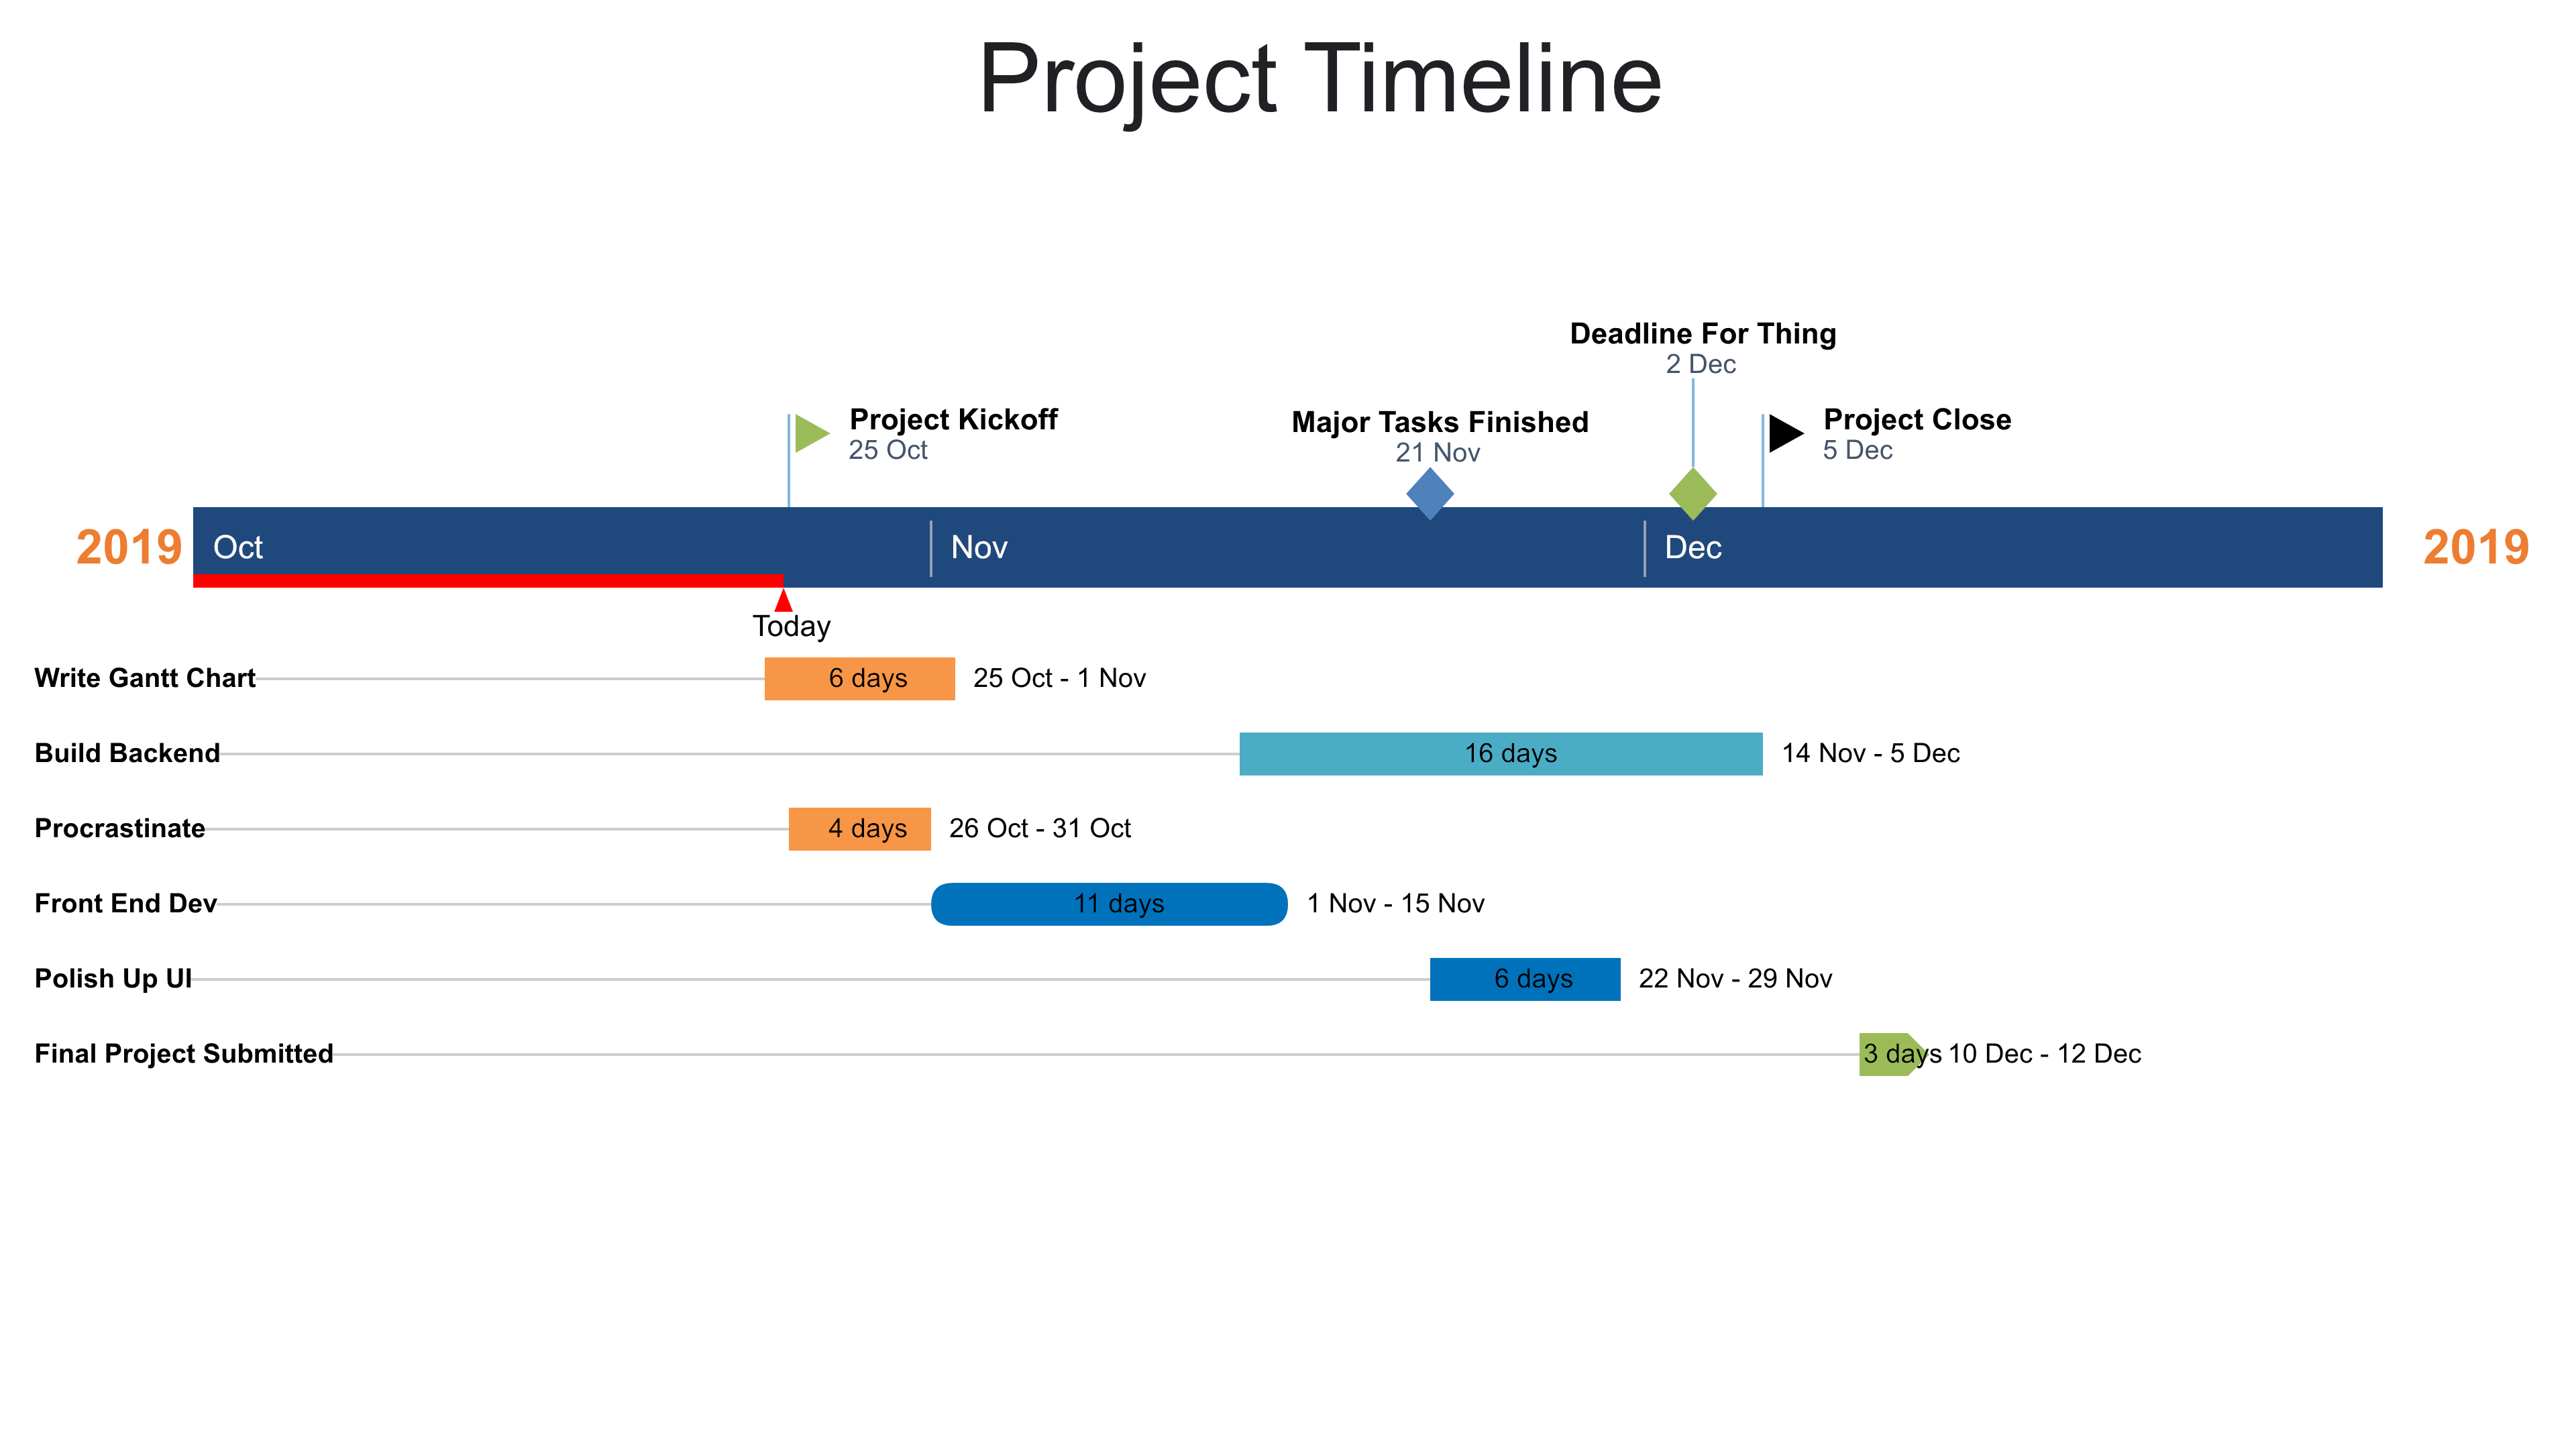 Project Timeline
Deadline For Thing
2 Dec
Project Kickoff
25 Oct
Major Tasks Finished
21 Nov
Project Close
5 Dec
2019 Oct Nov Dec 2019
Today
Write Gantt Chart 6 days 25 Oct - 1 Nov
Build Backend 16 days 14 Nov - 5 Dec
Procrastinate 4 days 26 Oct - 31 Oct
Front End Dev 11 days 1 Nov - 15 Nov
Polish Up UI 6 days 22 Nov - 29 Nov
Final Project Submitted 3 days 10 Dec - 12 Dec